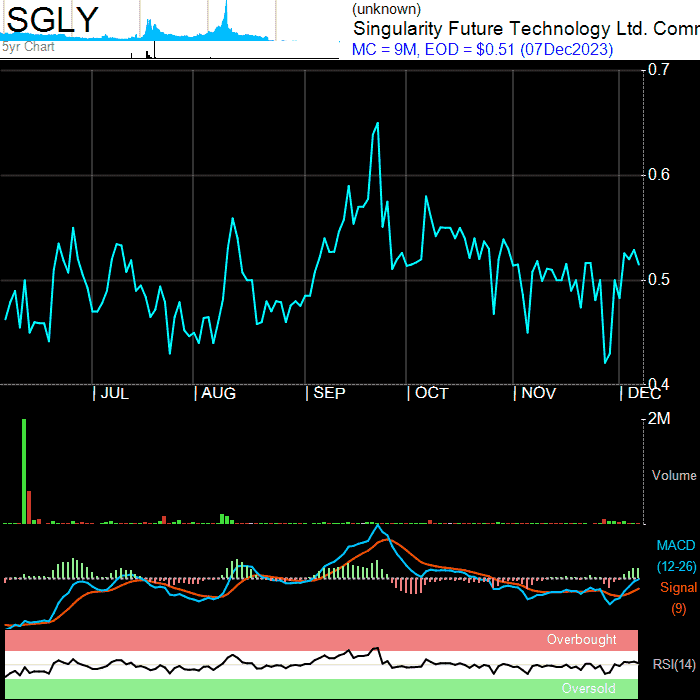 SGLY
5yr Chart
(unknown)
Singularity Future Technology Ltd. Comm
MC = 9M, EOD = $0.51 (07Dec2023)
0.7
0.6
0.5
0.4
JUL
AUG
SEP
OCT
NOV
DEC
2M
Volume
MACD
(12-26)
Signal
(9)
Overbought
RSI(14)
Oversold